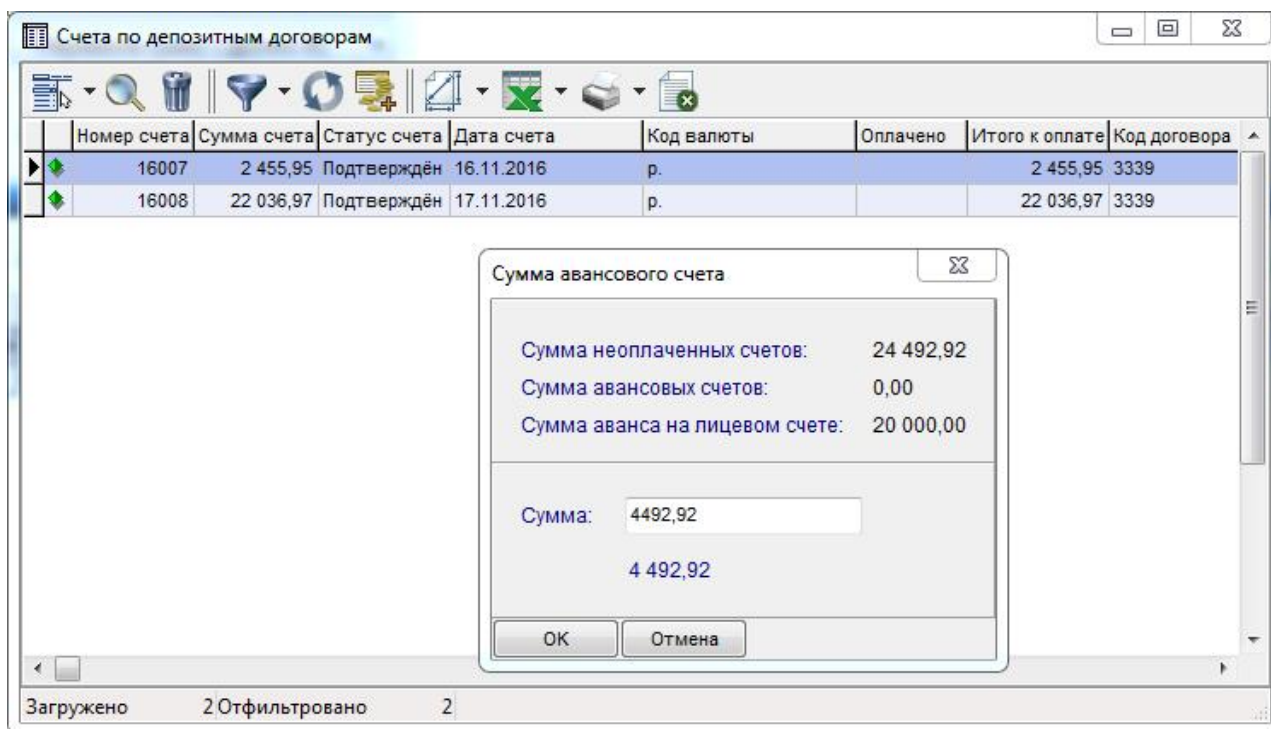 Счета по депозитным договорам
Номер счета Сумма счета Статус счета Дата счета Код валюты Оплачено Итого к оплате Код договора
16007 2 455,95 Подтверждён 16.11.2016 р. 2 455,95 3339
16008 22 036,97 Подтверждён 17.11.2016 р. 22 036,97 3339
Сумма авансового счета
Сумма неоплаченных счетов: 24 492,92
Сумма авансовых счетов: 0,00
Сумма аванса на лицевом счете: 20 000,00
Сумма: 4492,92
4 492,92
ОК Отмена
Загружено 2 Отфильтровано 2